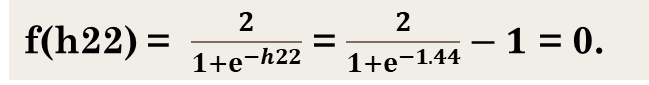 f(h22) = 2/(1+e^−h22) = 2/(1+e^−1.44) − 1 = 0.